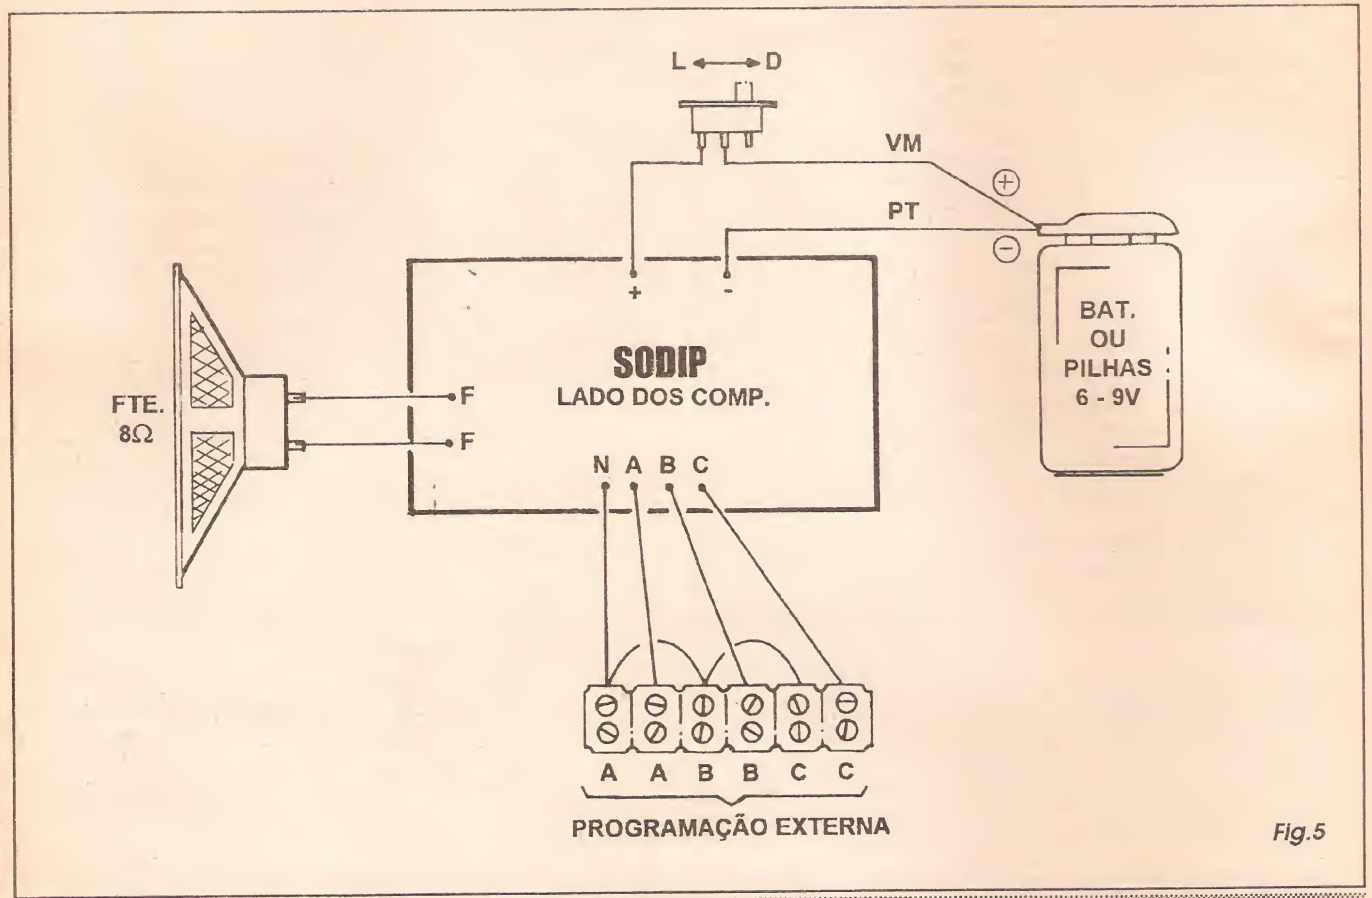 L D
VM
+
PT
-
+ -
BAT.
OU
PILHAS
6 - 9V
SODIP
LADO DOS COMP.
FTE.
8Ω
F
F
N A B C
A A B B C C
PROGRAMAÇÃO EXTERNA
Fig.5